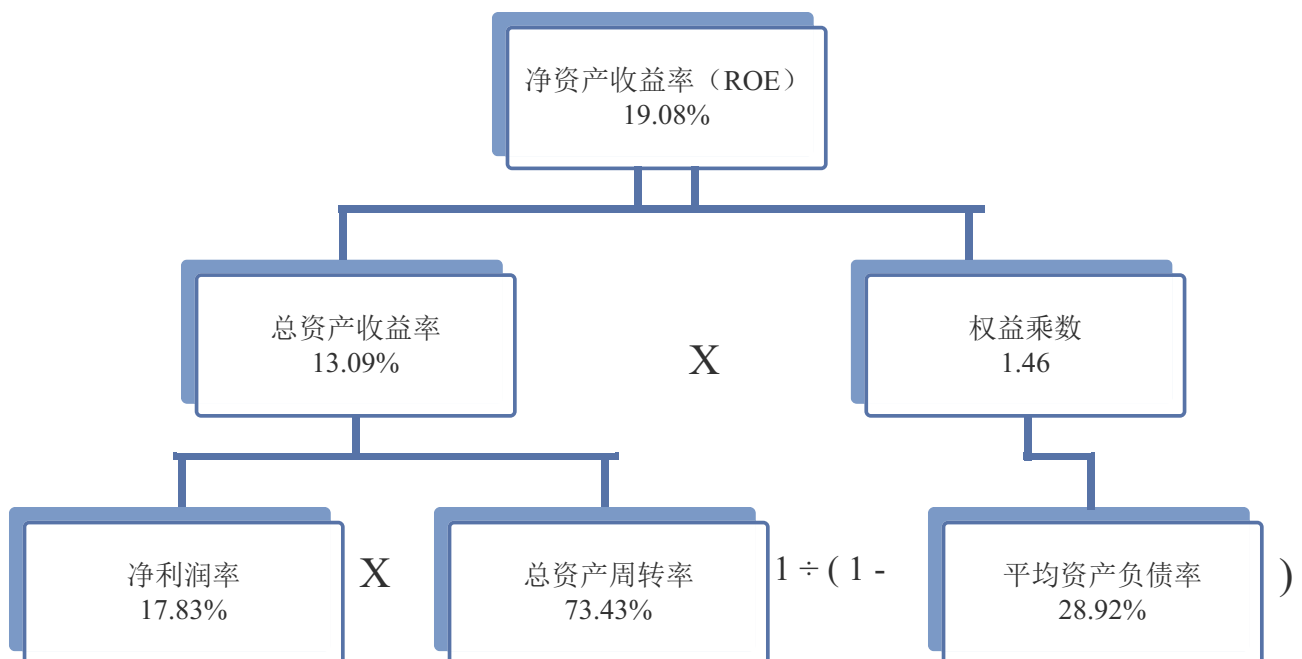 净资产收益率（ROE）
19.08%
总资产收益率
13.09%
X
权益乘数
1.46
净利润率
17.83%
X
总资产周转率
73.43%
1 ÷ ( 1 -
平均资产负债率
28.92%
)